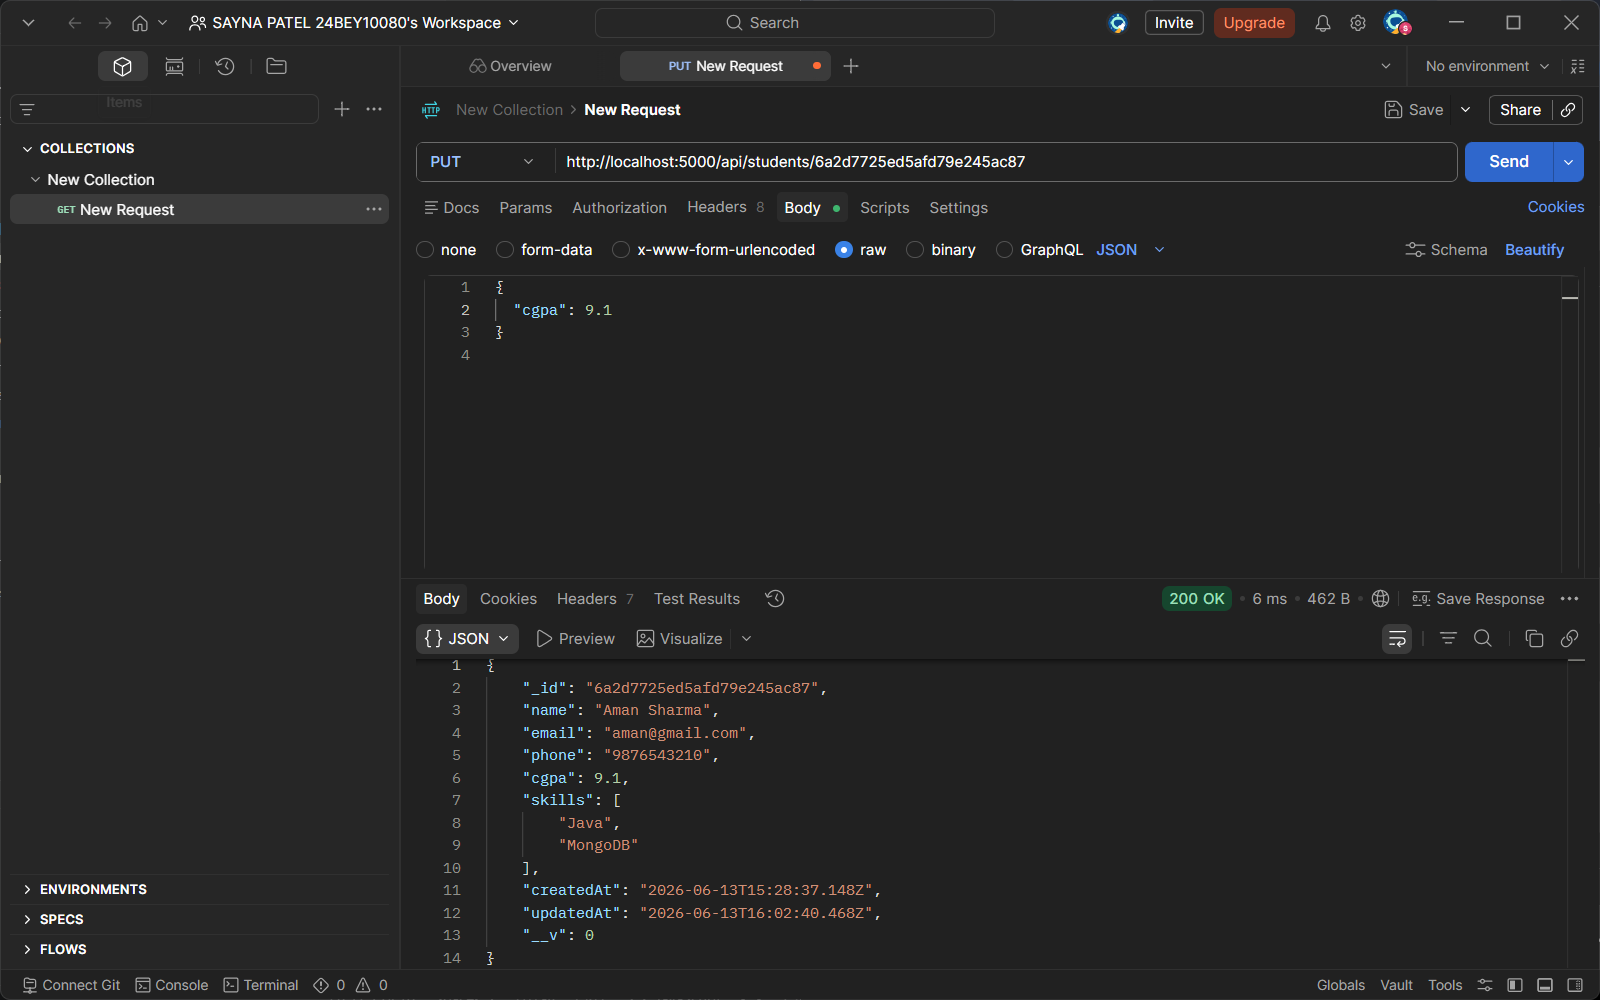 SAYNA PATEL 24BEY10080's Workspace
Search
Invite
Upgrade
Items
Overview
PUT New Request
No environment
COLLECTIONS
New Collection
GET New Request
New Collection > New Request
Save
Share
PUT
http://localhost:5000/api/students/6a2d7725ed5afd79e245ac87
Send
Docs Params Authorization Headers 8 Body Scripts Settings
Cookies
none form-data x-www-form-urlencoded raw binary GraphQL JSON
Schema Beautify
1 {
2 "cgpa": 9.1
3 }
4
Body Cookies Headers 7 Test Results
200 OK • 6 ms • 462 B
e.g. Save Response
{} JSON Preview Visualize
1 {
2 "_id": "6a2d7725ed5afd79e245ac87",
3 "name": "Aman Sharma",
4 "email": "aman@gmail.com",
5 "phone": "9876543210",
6 "cgpa": 9.1,
7 "skills": [
8 "Java",
9 "MongoDB"
10 ],
11 "createdAt": "2026-06-13T15:28:37.148Z",
12 "updatedAt": "2026-06-13T16:02:40.468Z",
13 "__v": 0
14 }
ENVIRONMENTS
SPECS
FLOWS
Connect Git Console Terminal 0 0
Globals Vault Tools